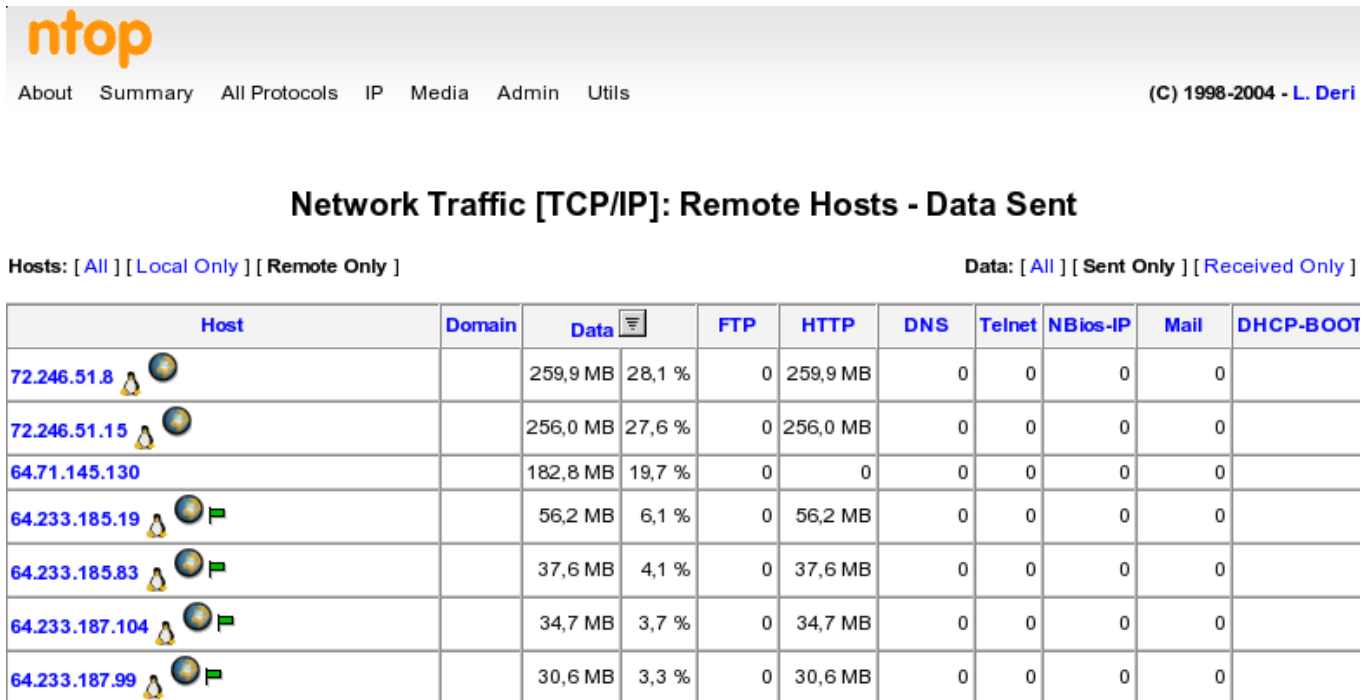 ntop
About Summary All Protocols IP Media Admin Utils (C) 1998-2004 - L. Deri
Network Traffic [TCP/IP]: Remote Hosts - Data Sent
Hosts: [ All ] [ Local Only ] [ Remote Only ] Data: [ All ] [ Sent Only ] [ Received Only ]
Host Domain Data FTP HTTP DNS Telnet NBios-IP Mail DHCP-BOOT
72.246.51.8 259,9 MB 28,1 % 0 259,9 MB 0 0 0 0
72.246.51.15 256,0 MB 27,6 % 0 256,0 MB 0 0 0 0
64.71.145.130 182,8 MB 19,7 % 0 0 0 0 0 0
64.233.185.19 56,2 MB 6,1 % 0 56,2 MB 0 0 0 0
64.233.185.83 37,6 MB 4,1 % 0 37,6 MB 0 0 0 0
64.233.187.104 34,7 MB 3,7 % 0 34,7 MB 0 0 0 0
64.233.187.99 30,6 MB 3,3 % 0 30,6 MB 0 0 0 0